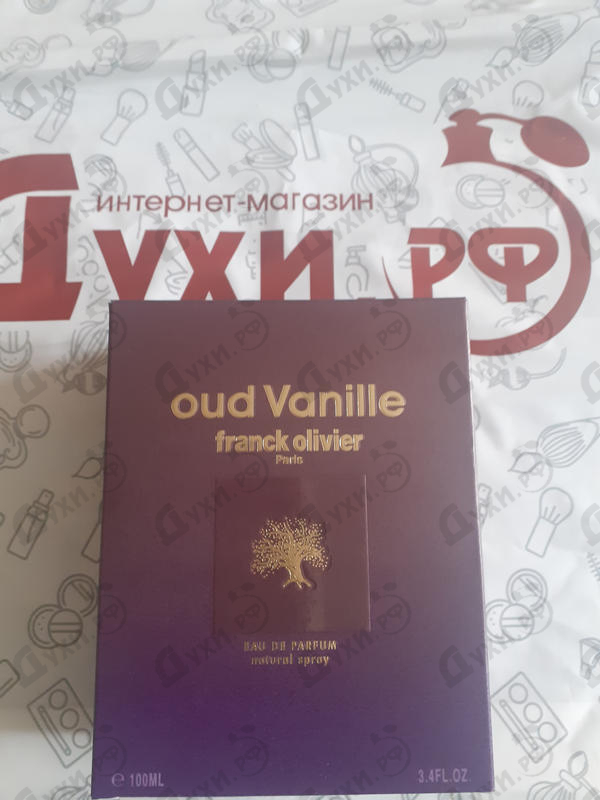 интернет-магазин
Духи.рф
oud Vanille
franck olivier
Paris
EAU DE PARFUM
natural spray
e 100ML
3.4FL.OZ.